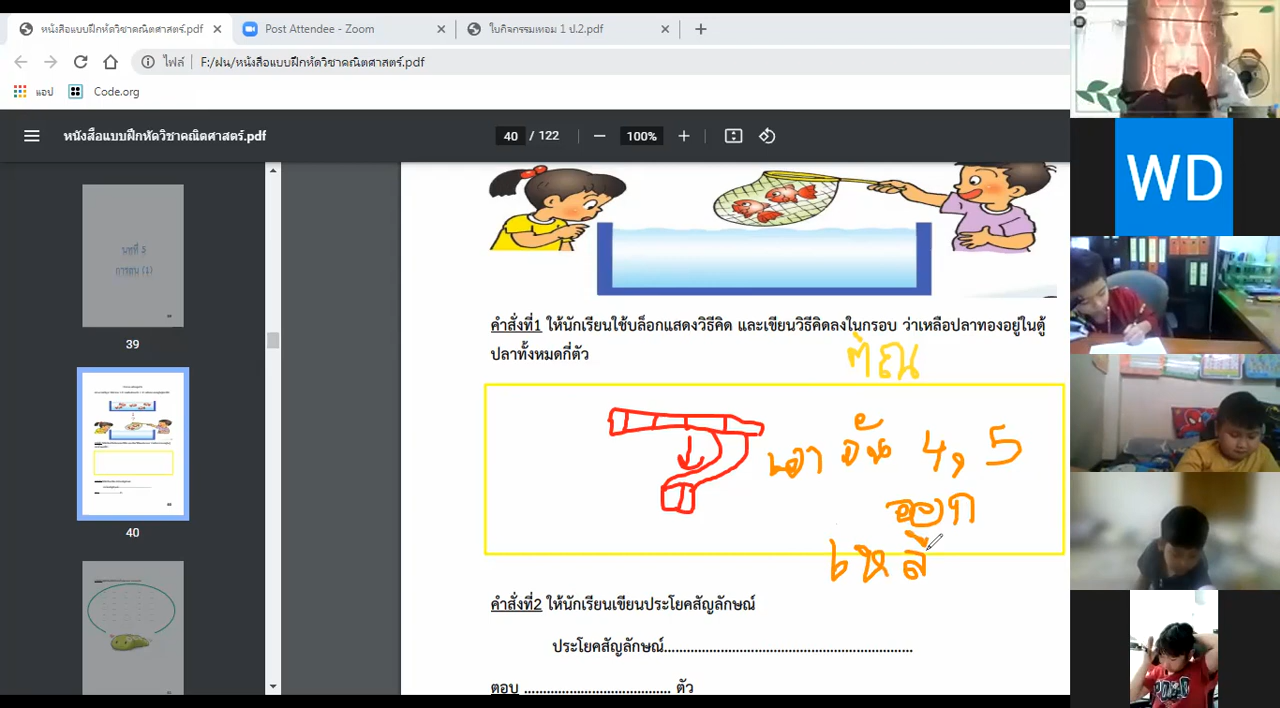 หนังสือแบบฝึกหัดวิชาคณิตศาสตร์.pdf
Post Attendee - Zoom
ใบกิจกรรมเทอม 1 ป.2.pdf
ไฟล์ F:/ฝน/หนังสือแบบฝึกหัดวิชาคณิตศาสตร์.pdf
แอป Code.org
หนังสือแบบฝึกหัดวิชาคณิตศาสตร์.pdf
40 / 122
100%
WD
บทที่ 5
การลบ (1)
39
40
คำสั่งที่1 ให้นักเรียนใช้บล็อกแสดงวิธีคิด และเขียนวิธีคิดลงในกรอบ ว่าเหลือปลาทองอยู่ในตู้
ปลาทั้งหมดกี่ตัว
เอา อัน 4, 5
ออก
เหลื
คำสั่งที่2 ให้นักเรียนเขียนประโยคสัญลักษณ์
ประโยคสัญลักษณ์..............................................................
ตอบ ..................................... ตัว